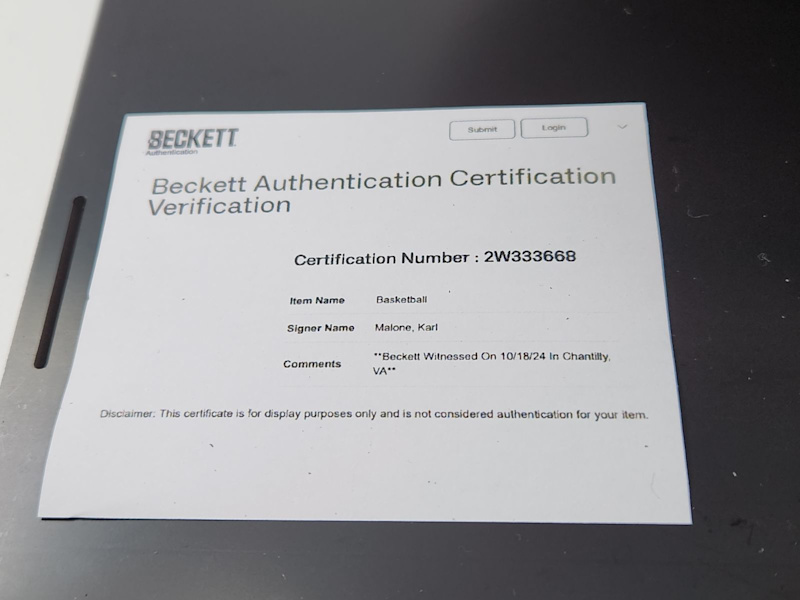 BECKETT
Authentication
Submit
Login
Beckett Authentication Certification
Verification
Certification Number : 2W333668
Item Name Basketball
Signer Name Malone, Karl
Comments **Beckett Witnessed On 10/18/24 In Chantilly,
VA**
Disclaimer: This certificate is for display purposes only and is not considered authentication for your item.